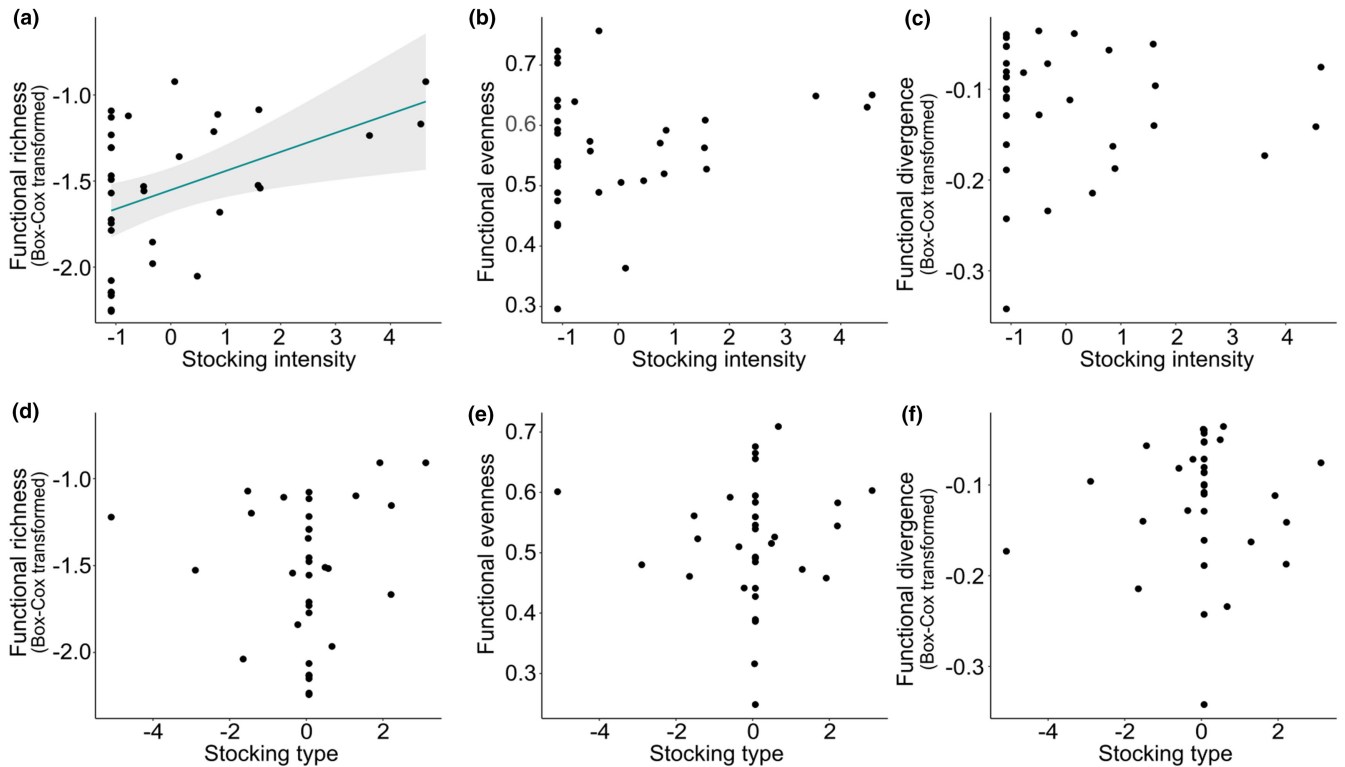 (a)
Functional richness
(Box-Cox transformed)
-1.0
-1.5
-2.0
-1 0 1 2 3 4
Stocking intensity
(b)
Functional evenness
0.7
0.6
0.5
0.4
0.3
-1 0 1 2 3 4
Stocking intensity
(c)
Functional divergence
(Box-Cox transformed)
-0.1
-0.2
-0.3
-1 0 1 2 3 4
Stocking intensity
(d)
Functional richness
(Box-Cox transformed)
-1.0
-1.5
-2.0
-4 -2 0 2
Stocking type
(e)
Functional evenness
0.7
0.6
0.5
0.4
0.3
-4 -2 0 2
Stocking type
(f)
Functional divergence
(Box-Cox transformed)
-0.1
-0.2
-0.3
-4 -2 0 2
Stocking type